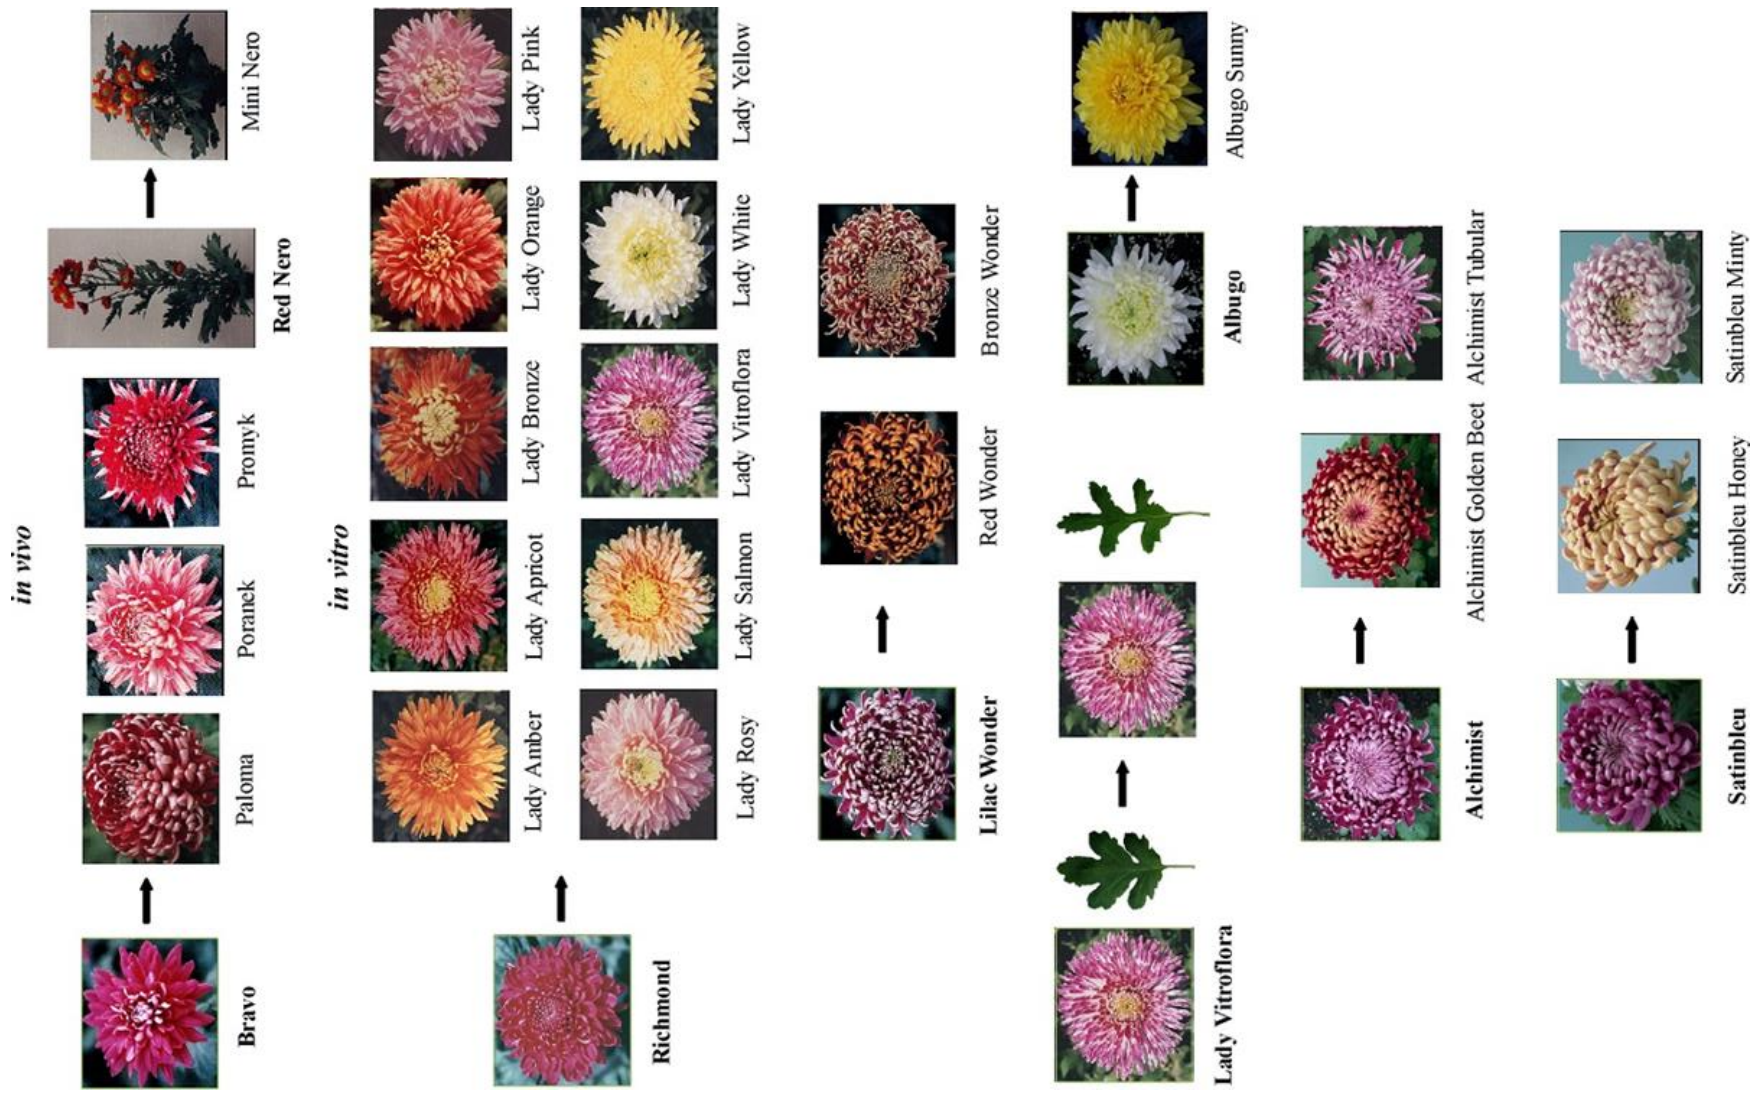 in vivo
Bravo
Paloma
Poranek
Promyk
Red Nero
Mini Nero
in vitro
Richmond
Lady Amber
Lady Apricot
Lady Bronze
Lady Orange
Lady Pink
Lady Rosy
Lady Salmon
Lady Vitroflora
Lady White
Lady Yellow
Lilac Wonder
Red Wonder
Bronze Wonder
Lady Vitroflora
Albugo
Albugo Sunny
Alchimist
Alchimist Golden Beet
Alchimist Tubular
Satinbleu
Satinbleu Honey
Satinbleu Minty